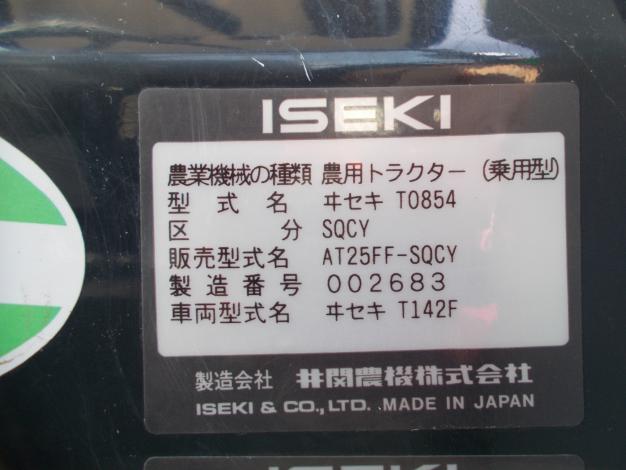 ISEKI
農業機械の種類 農用トラクター (乗用型)
型式名 ヰセキ T0854
区分 SQCY
販売型式名 AT25FF-SQCY
製造番号 002683
車両型式名 ヰセキ T142F
製造会社 井関農機株式会社
ISEKI & CO., LTD. MADE IN JAPAN